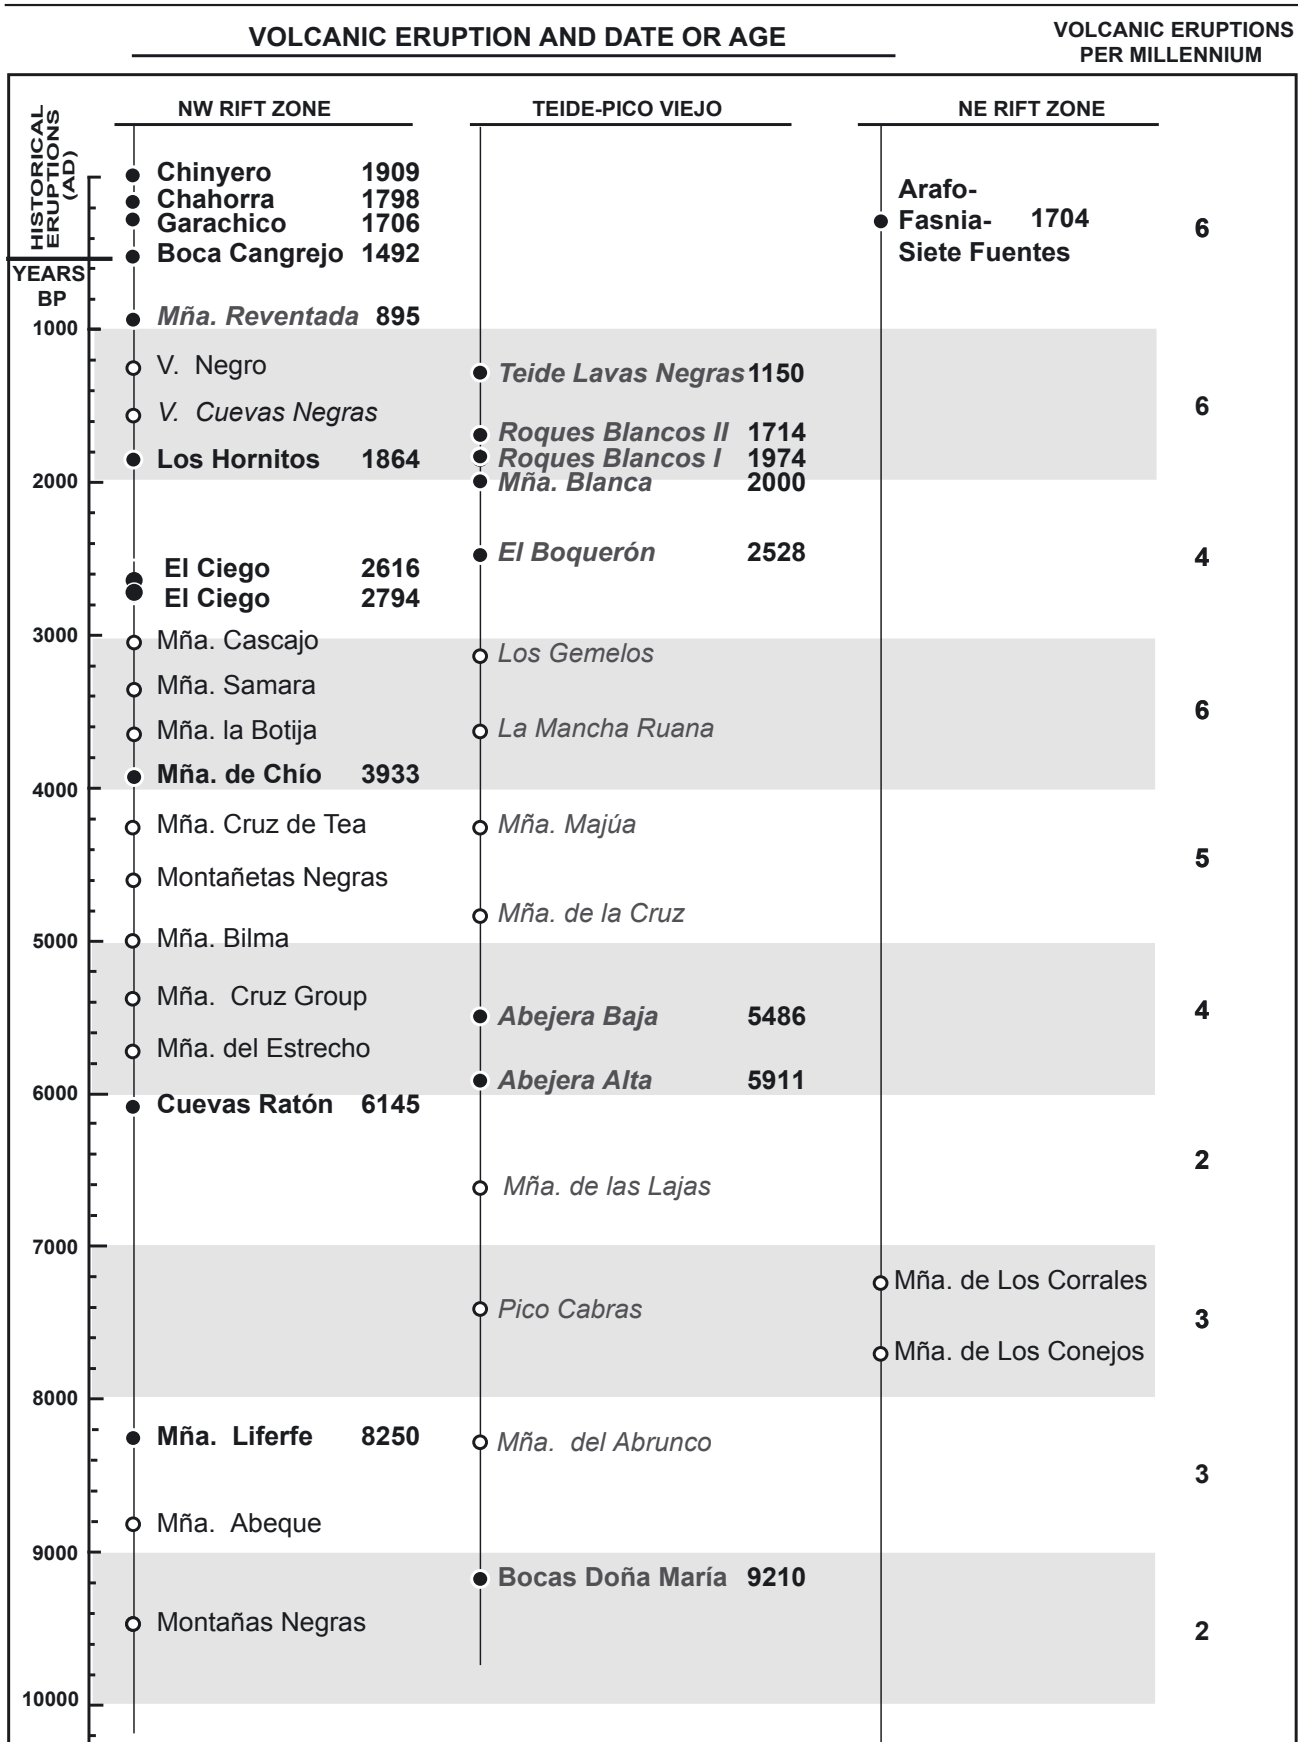 VOLCANIC ERUPTION AND DATE OR AGE
VOLCANIC ERUPTIONS
PER MILLENNIUM
NW RIFT ZONE
TEIDE-PICO VIEJO
NE RIFT ZONE
HISTORICAL
ERUPTIONS
(AD)
Chinyero 1909
Chahorra 1798
Garachico 1706
Boca Cangrejo 1492
Arafo-
Fasnia- 1704
Siete Fuentes
6
YEARS
BP
Mña. Reventada 895
1000
V. Negro
Teide Lavas Negras 1150
V. Cuevas Negras
6
Roques Blancos II 1714
Los Hornitos 1864
Roques Blancos I 1974
2000
Mña. Blanca 2000
El Boquerón 2528
4
El Ciego 2616
El Ciego 2794
3000
Mña. Cascajo
Los Gemelos
Mña. Samara
6
Mña. la Botija
La Mancha Ruana
Mña. de Chío 3933
4000
Mña. Cruz de Tea
Mña. Majúa
5
Montañetas Negras
Mña. de la Cruz
5000
Mña. Bilma
Mña. Cruz Group
Abejera Baja 5486
4
Mña. del Estrecho
Abejera Alta 5911
6000
Cuevas Ratón 6145
2
Mña. de las Lajas
7000
Mña. de Los Corrales
Pico Cabras
3
Mña. de Los Conejos
8000
Mña. Liferfe 8250
Mña. del Abrunco
3
Mña. Abeque
9000
Bocas Doña María 9210
Montañas Negras
2
10000